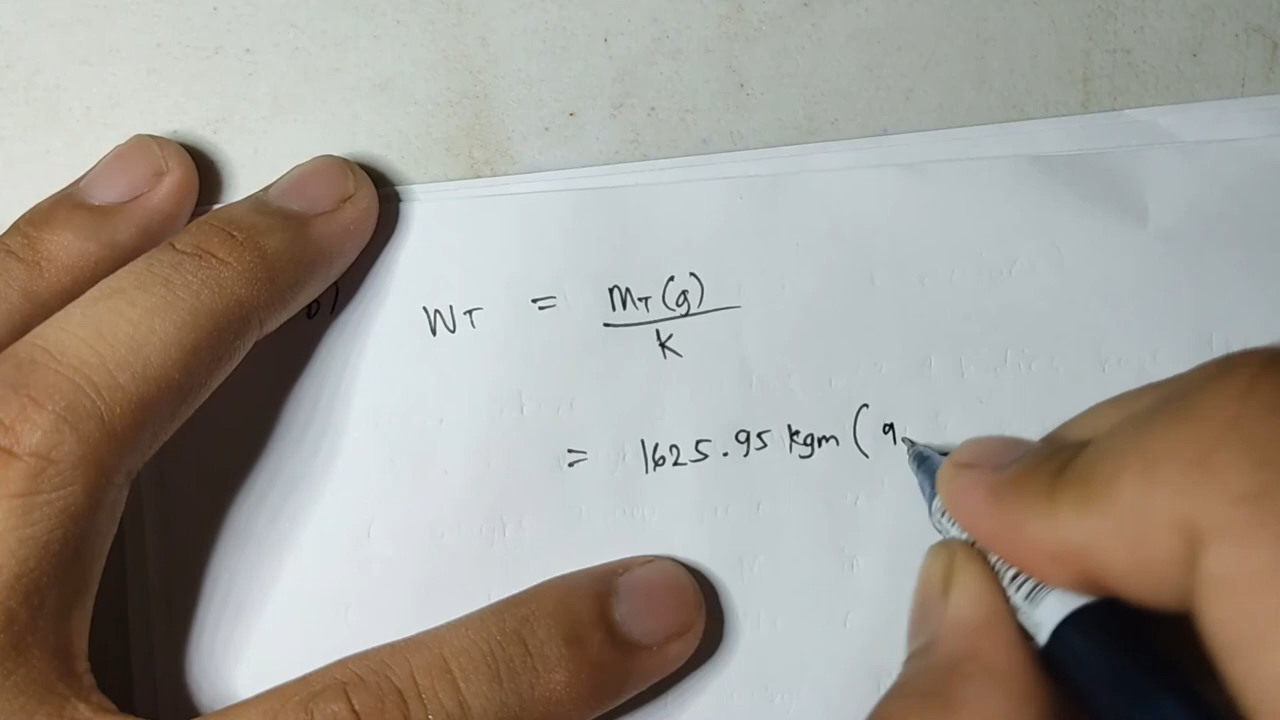 b) WT = mT(g)
k
= 1625.95 kgm ( 9.